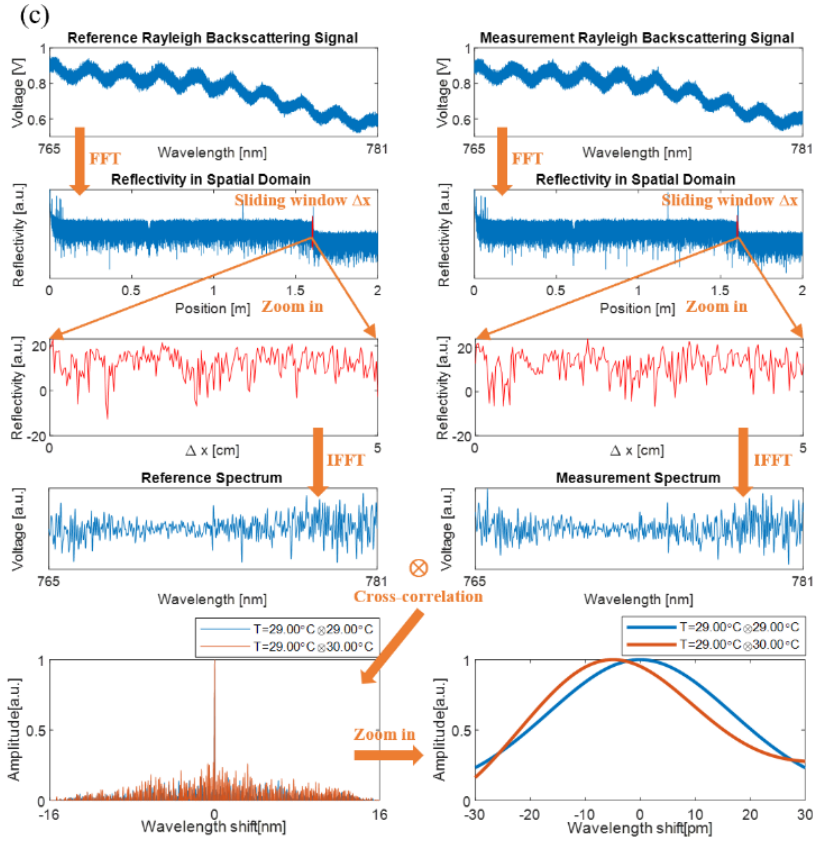 (c)
Reference Rayleigh Backscattering Signal
Measurement Rayleigh Backscattering Signal
Voltage [V]
1
0.8
0.6
765
Wavelength [nm]
781
Voltage [V]
1
0.8
0.6
765
Wavelength [nm]
781
FFT
FFT
Reflectivity in Spatial Domain
Reflectivity in Spatial Domain
Reflectivity [a.u.]
Sliding window Δx
0
0.5
1
1.5
2
Position [m]
Zoom in
Reflectivity [a.u.]
Sliding window Δx
0
0.5
1
1.5
2
Position [m]
Zoom in
Reflectivity [a.u.]
20
0
-20
0
Δ x [cm]
5
Reflectivity [a.u.]
20
0
-20
0
Δ x [cm]
5
IFFT
IFFT
Reference Spectrum
Measurement Spectrum
Voltage [a.u.]
765
Wavelength [nm]
781
Voltage [a.u.]
765
Wavelength [nm]
781
⊗
Cross-correlation
T=29.00°C⊗29.00°C
T=29.00°C⊗30.00°C
Amplitude[a.u.]
1
0.5
0
-16
0
16
Wavelength shift[nm]
Zoom in
T=29.00°C⊗29.00°C
T=29.00°C⊗30.00°C
Amplitude[a.u.]
1
0.5
0
-30
-20
-10
0
10
20
30
Wavelength shift[pm]